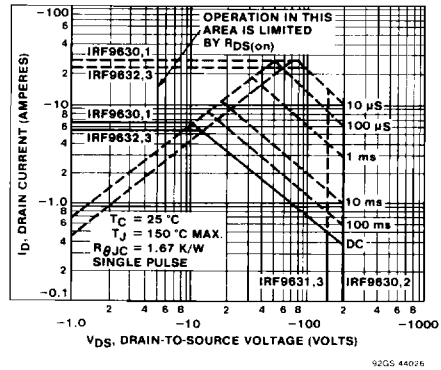 -100
OPERATION IN THIS
AREA IS LIMITED
BY RDS(on)
8
6
4
IRF9630,1
IRF9632,3
2
-10
IRF9630,1
8
6
IRF9632,3
4
2
-1.0
8
6
4
2
-0.1
10 µS
100 µS
1 ms
10 ms
100 ms
DC
TC = 25 °C
TJ = 150 °C MAX.
RθJC = 1.67 K/W
SINGLE PULSE
IRF9631,3
IRF9630,2
-1.0
2
4
6
8
-10
2
4
6
8
-100
2
4
6
8
-1000
ID, DRAIN CURRENT (AMPERES)
VDS, DRAIN-TO-SOURCE VOLTAGE (VOLTS)
92GS 44026